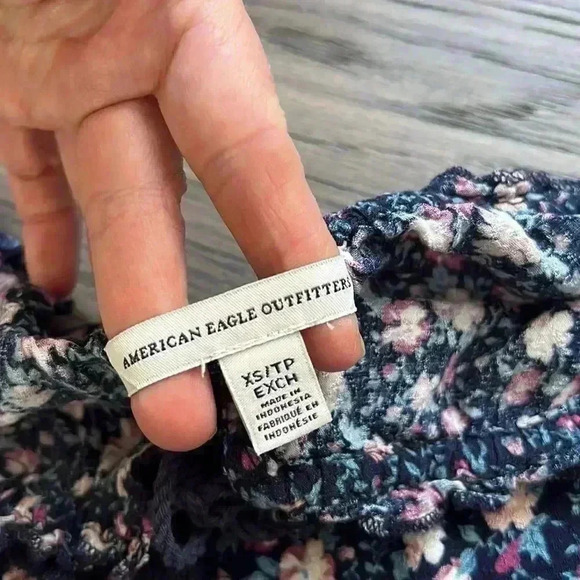 AMERICAN EAGLE OUTFITTERS
XS/TP
EXCH
MADE IN
INDONESIA
FABRIQUÉ EN
INDONÉSIE